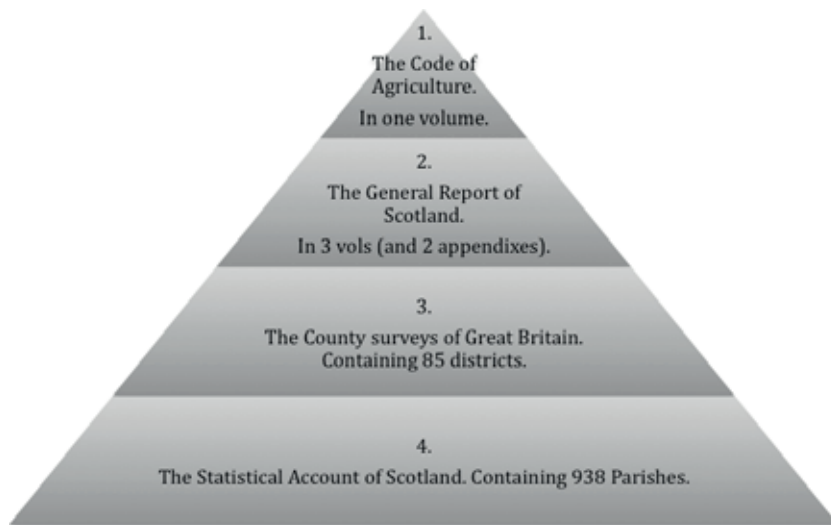 1.
The Code of
Agriculture.
In one volume.
2.
The General Report of
Scotland.
In 3 vols (and 2 appendixes).
3.
The County surveys of Great Britain.
Containing 85 districts.
4.
The Statistical Account of Scotland. Containing 938 Parishes.